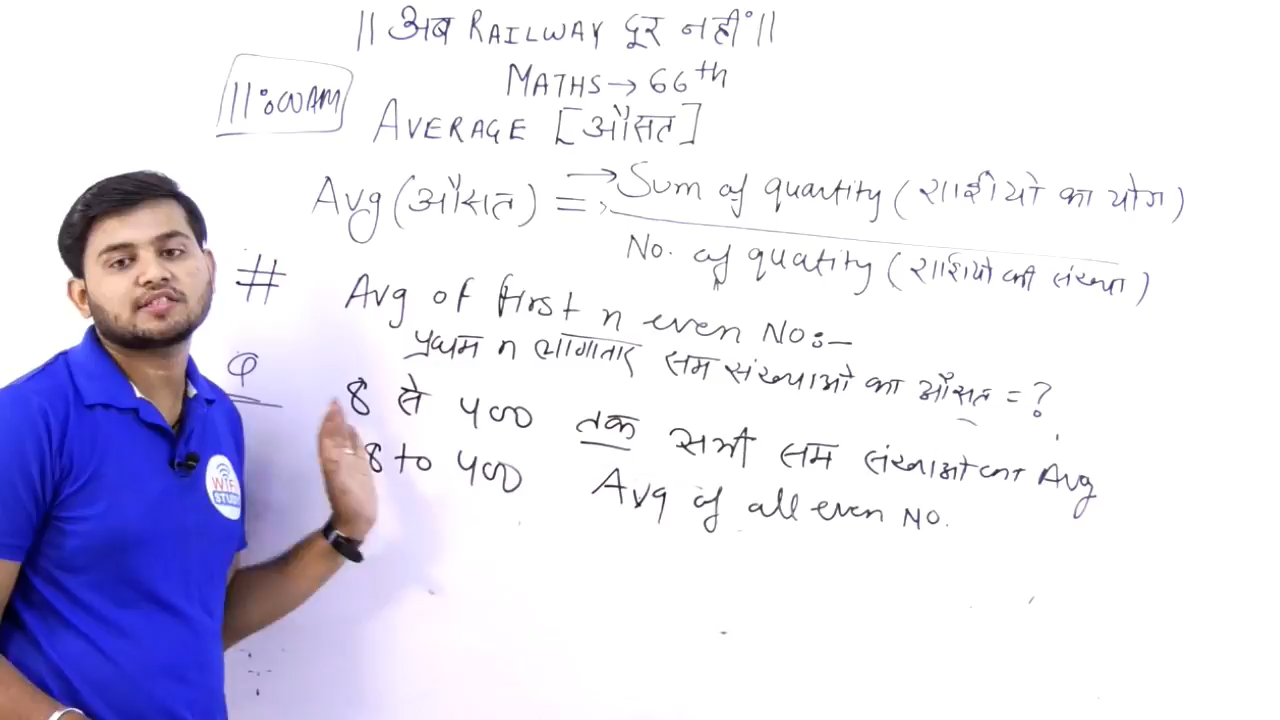 || अब RAILWAY दूर नहीं ||
MATHS → 66th
11:00AM
AVERAGE [औसत]
Avg (औसत) = → Sum of quantity (राशीयो का योग)
No. of quatity (राशियो की संख्या)
# Avg of first n even No:-
प्रथम n लागातार सम संख्याओ का औसत = ?
Q
8 से 400 तक सभी सम संख्याओ का Avg
8 to 400 Avg of all even No.
WiFi
STUDY